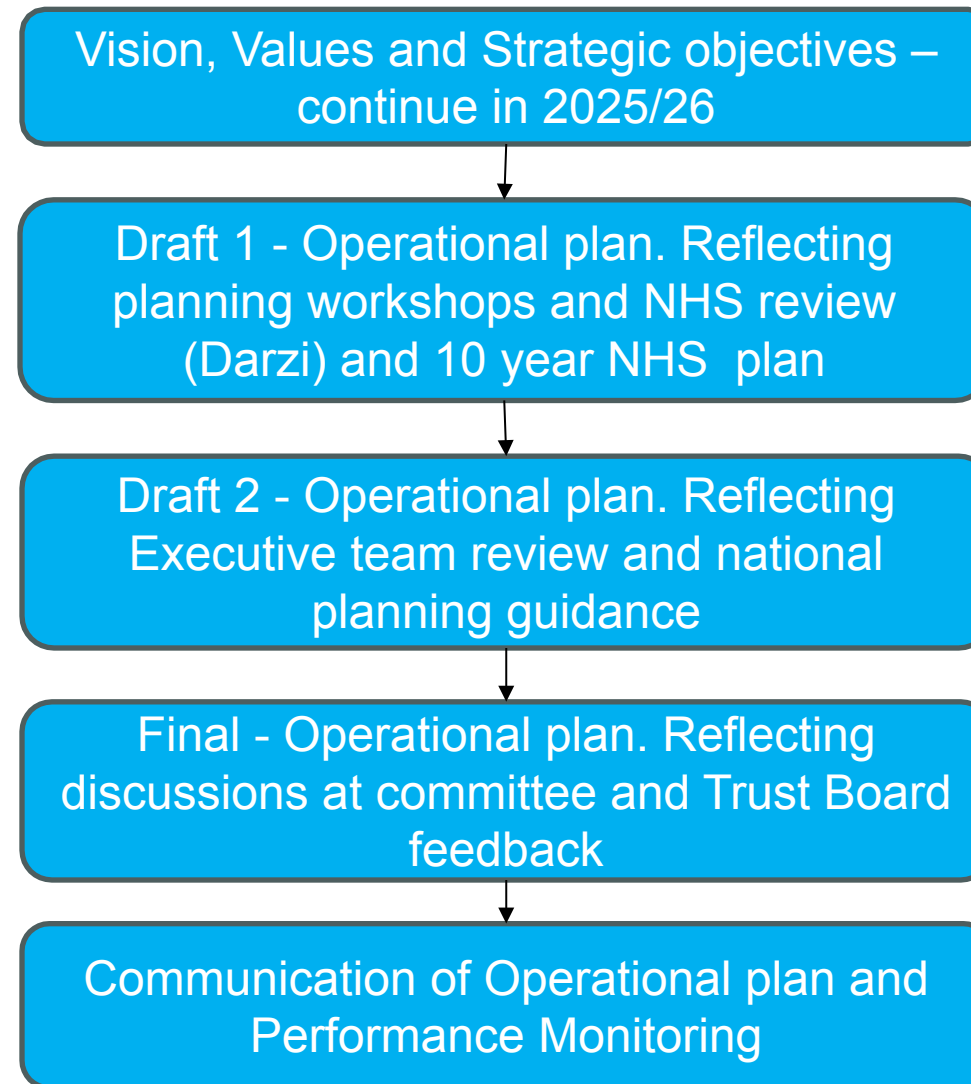 Vision, Values and Strategic objectives –
continue in 2025/26
Draft 1 - Operational plan. Reflecting
planning workshops and NHS review
(Darzi) and 10 year NHS  plan
Draft 2 - Operational plan. Reflecting
Executive team review and national
planning guidance
Final - Operational plan. Reflecting
discussions at committee and Trust Board
feedback
Communication of Operational plan and
Performance Monitoring